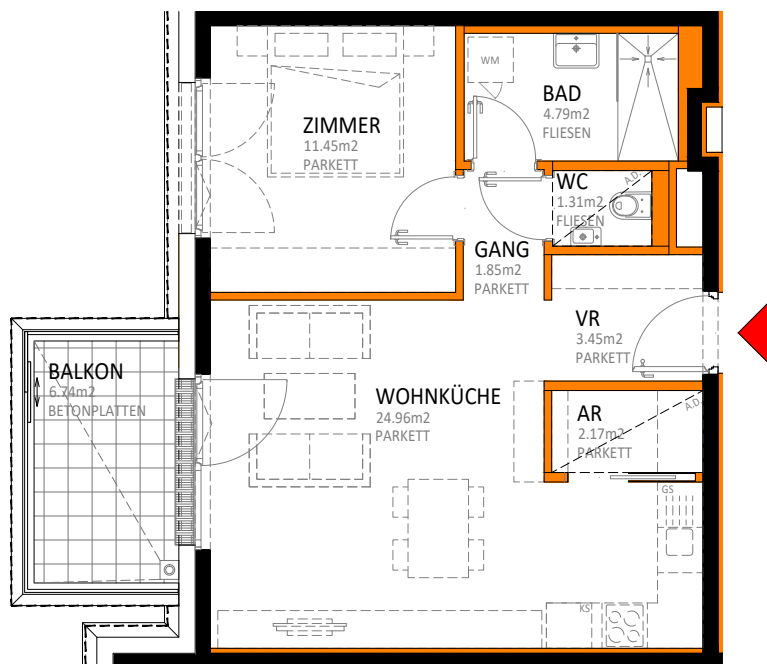 WM
BAD
4.79m2
FLIESEN
ZIMMER
11.45m2
PARKETT
WC
A.D.
1.31m2
FLIESEN
GANG
1.85m2
PARKETT
VR
3.45m2
PARKETT
BALKON
6.74m2
BETONPLATTEN
WOHNKÜCHE
24.96m2
PARKETT
AR
A.D.
2.17m2
PARKETT
GS
KS